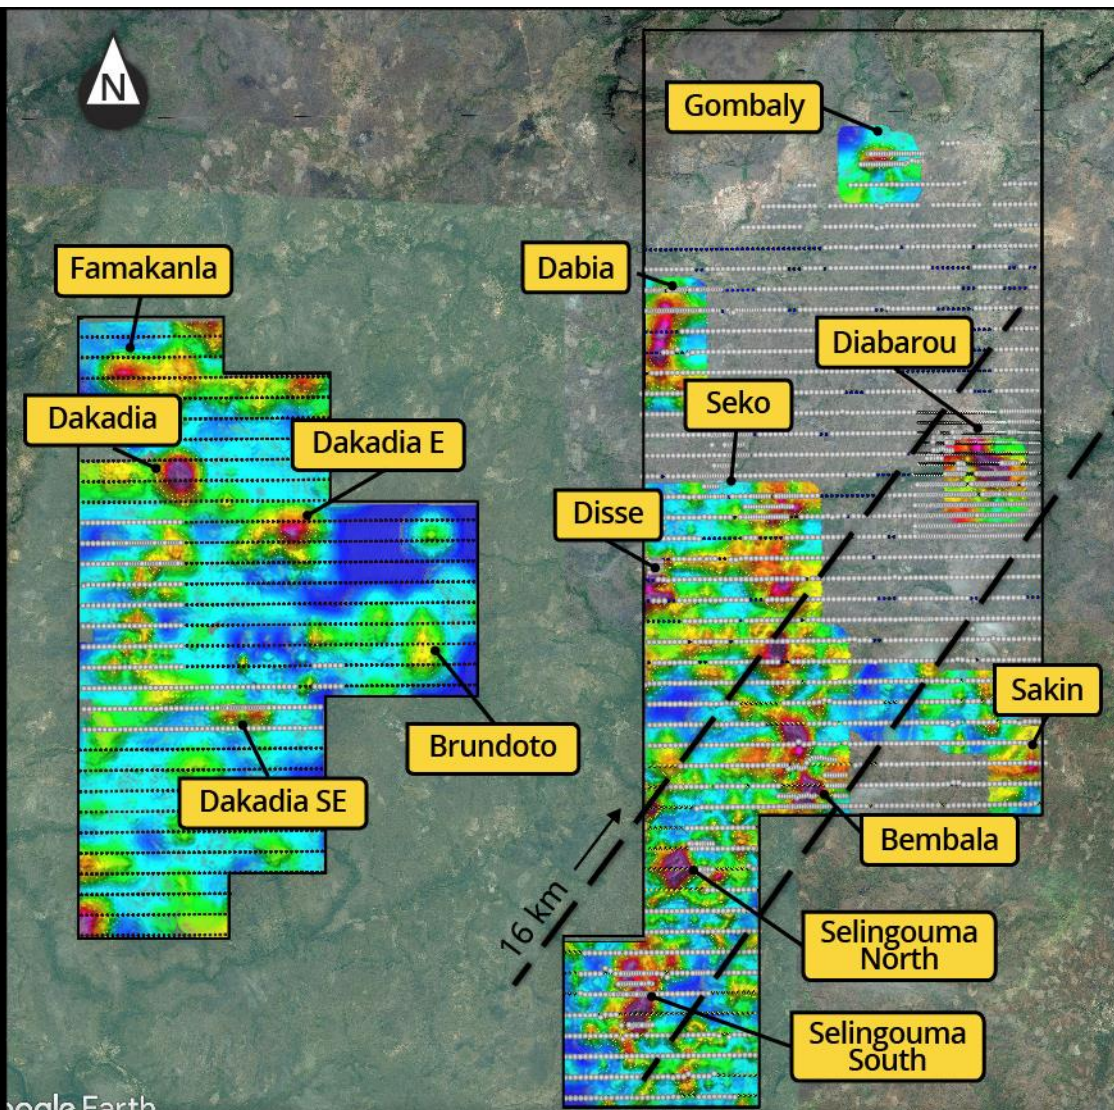 N
Gombaly
Famakanla
Dabia
Diabarou
Dakadia
Seko
Dakadia E
Disse
Sakin
Brundoto
Dakadia SE
Bembala
16 km
Selingouma
North
Selingouma
South
ogle Earth